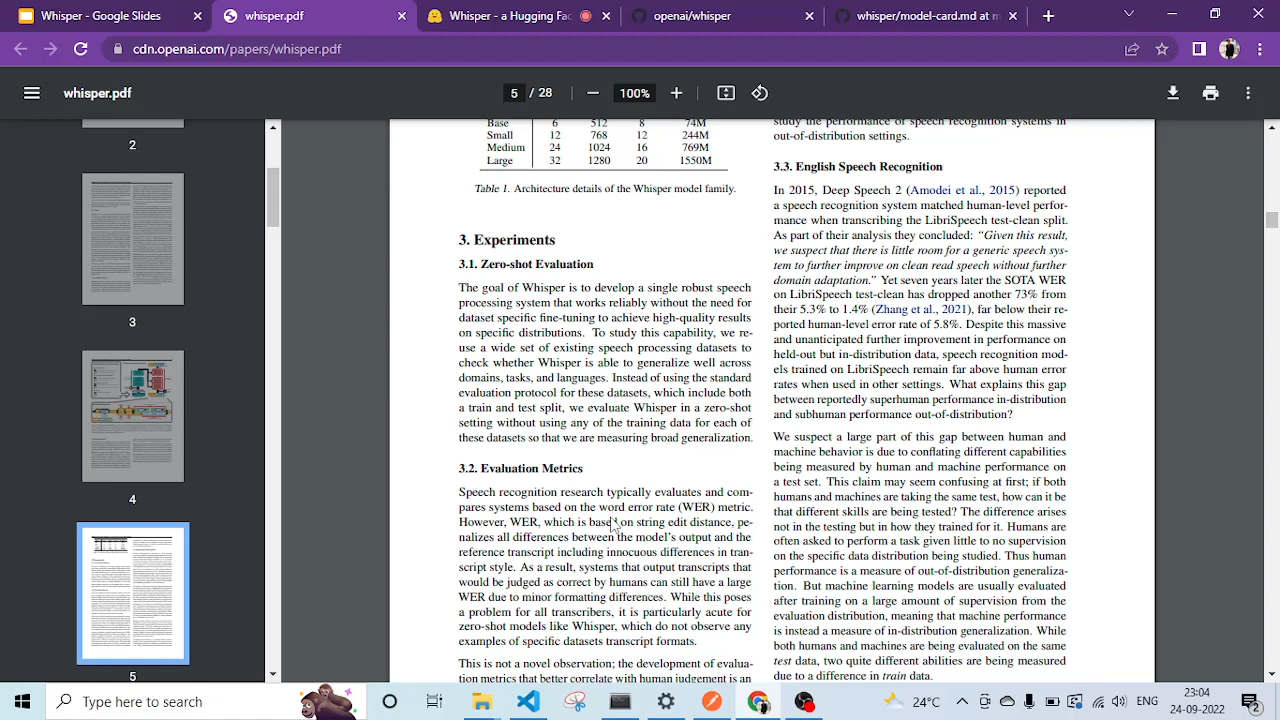 whisper.pdf
whisper.pdf
Whisper - a Hugging Fac
openai/whisper
whisper/model-card.md at m
cdn.openai.com/papers/whisper.pdf
whisper.pdf
5 / 28
100%
2
3
4
5
Base 6 512 8 74M
Small 12 768 12 244M
Medium 24 1024 16 769M
Large 32 1280 20 1550M
Table 1. Architecture details of the Whisper model family.
3. Experiments
3.1. Zero-shot Evaluation
The goal of Whisper is to develop a single robust speech
processing system that works reliably without the need for
dataset specific fine-tuning to achieve high-quality results
on specific distributions. To study this capability, we re-
use a wide set of existing speech processing datasets to
check whether Whisper is able to generalize well across
domains, tasks, and languages. Instead of using the standard
evaluation protocol for these datasets, which include both
a train and test split, we evaluate Whisper in a zero-shot
setting without using any of the training data for each of
these datasets so that we are measuring broad generalization.
3.2. Evaluation Metrics
Speech recognition research typically evaluates and com-
pares systems based on the word error rate (WER) metric.
However, WER, which is based on string edit distance, pe-
nalizes all differences between the model's output and the
reference transcript including innocuous differences in tran-
script style. As a result, systems that output transcripts that
would be judged as correct by humans can still have a large
WER due to minor formatting differences. While this poses
a problem for all transcribers, it is particularly acute for
zero-shot models like Whisper, which do not observe any
examples of specific datasets transcript formats.
This is not a novel observation; the development of evalua-
tion metrics that better correlate with human judgement is an
study the performance of speech recognition systems in
out-of-distribution settings.
3.3. English Speech Recognition
In 2015, Deep Speech 2 (Amodei et al., 2015) reported
a speech recognition system matched human-level perfor-
mance when transcribing the LibriSpeech test-clean split.
As part of their analysis they concluded: "Given this result,
we suspect that there is little room for a generic speech sys-
tem to further improve on clean read speech without further
domain adaptation." Yet seven years later the SOTA WER
on LibriSpeech test-clean has dropped another 73% from
their 5.3% to 1.4% (Zhang et al., 2021), far below their re-
ported human-level error rate of 5.8%. Despite this massive
and unanticipated further improvement in performance on
held-out but in-distribution data, speech recognition mod-
els trained on LibriSpeech remain far above human error
rates when used in other settings. What explains this gap
between reportedly superhuman performance in-distribution
and subhuman performance out-of-distribution?
We suspect a large part of this gap between human and
machine behavior is due to conflating different capabilities
being measured by human and machine performance on
a test set. This claim may seem confusing at first; if both
humans and machines are taking the same test, how can it be
that different skills are being tested? The difference arises
not in the testing but in how they trained for it. Humans are
often asked to perform a task given little to no supervision
on the specific data distribution being studied. Thus human
performance is a measure of out-of-distribution generaliza-
tion. But machine learning models are usually evaluated
after training on a large amount of supervision from the
evaluation distribution, meaning that machine performance
is instead a measure of in-distribution generalization. While
both humans and machines are being evaluated on the same
test data, two quite different abilities are being measured
due to a difference in train data.
Type here to search
24°C
ENG
23:04
24-09-2022
2